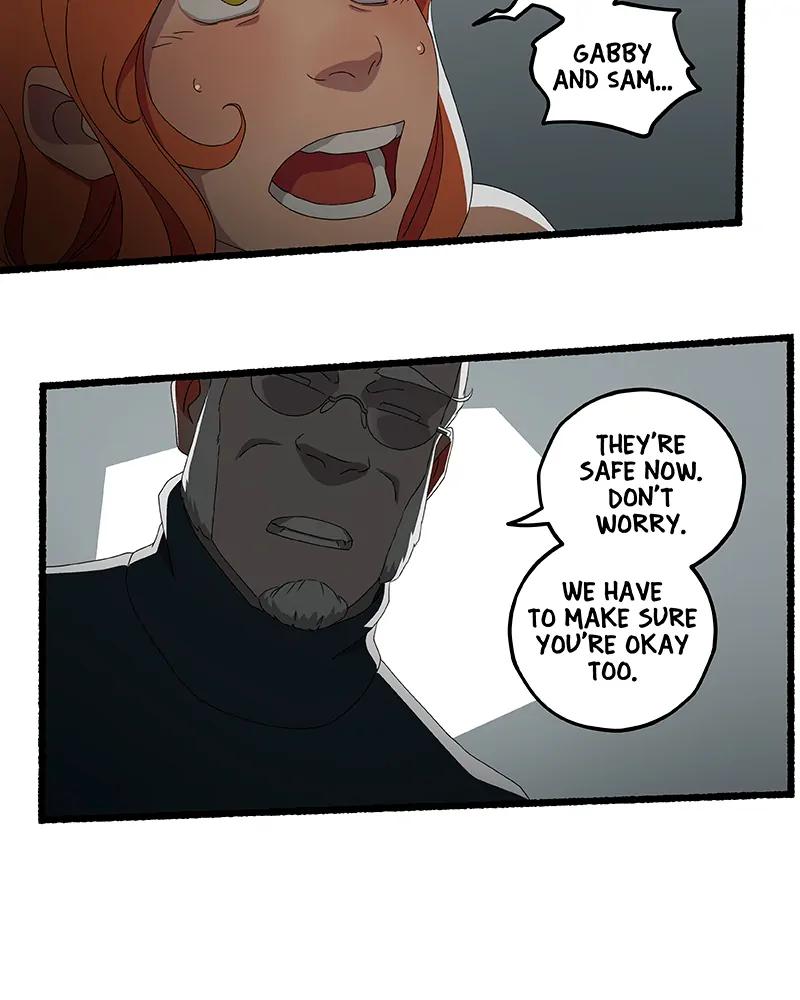 GABBY
AND SAM...
THEY'RE
SAFE NOW.
DON'T
WORRY.
WE HAVE
TO MAKE SURE
YOU'RE OKAY
TOO.